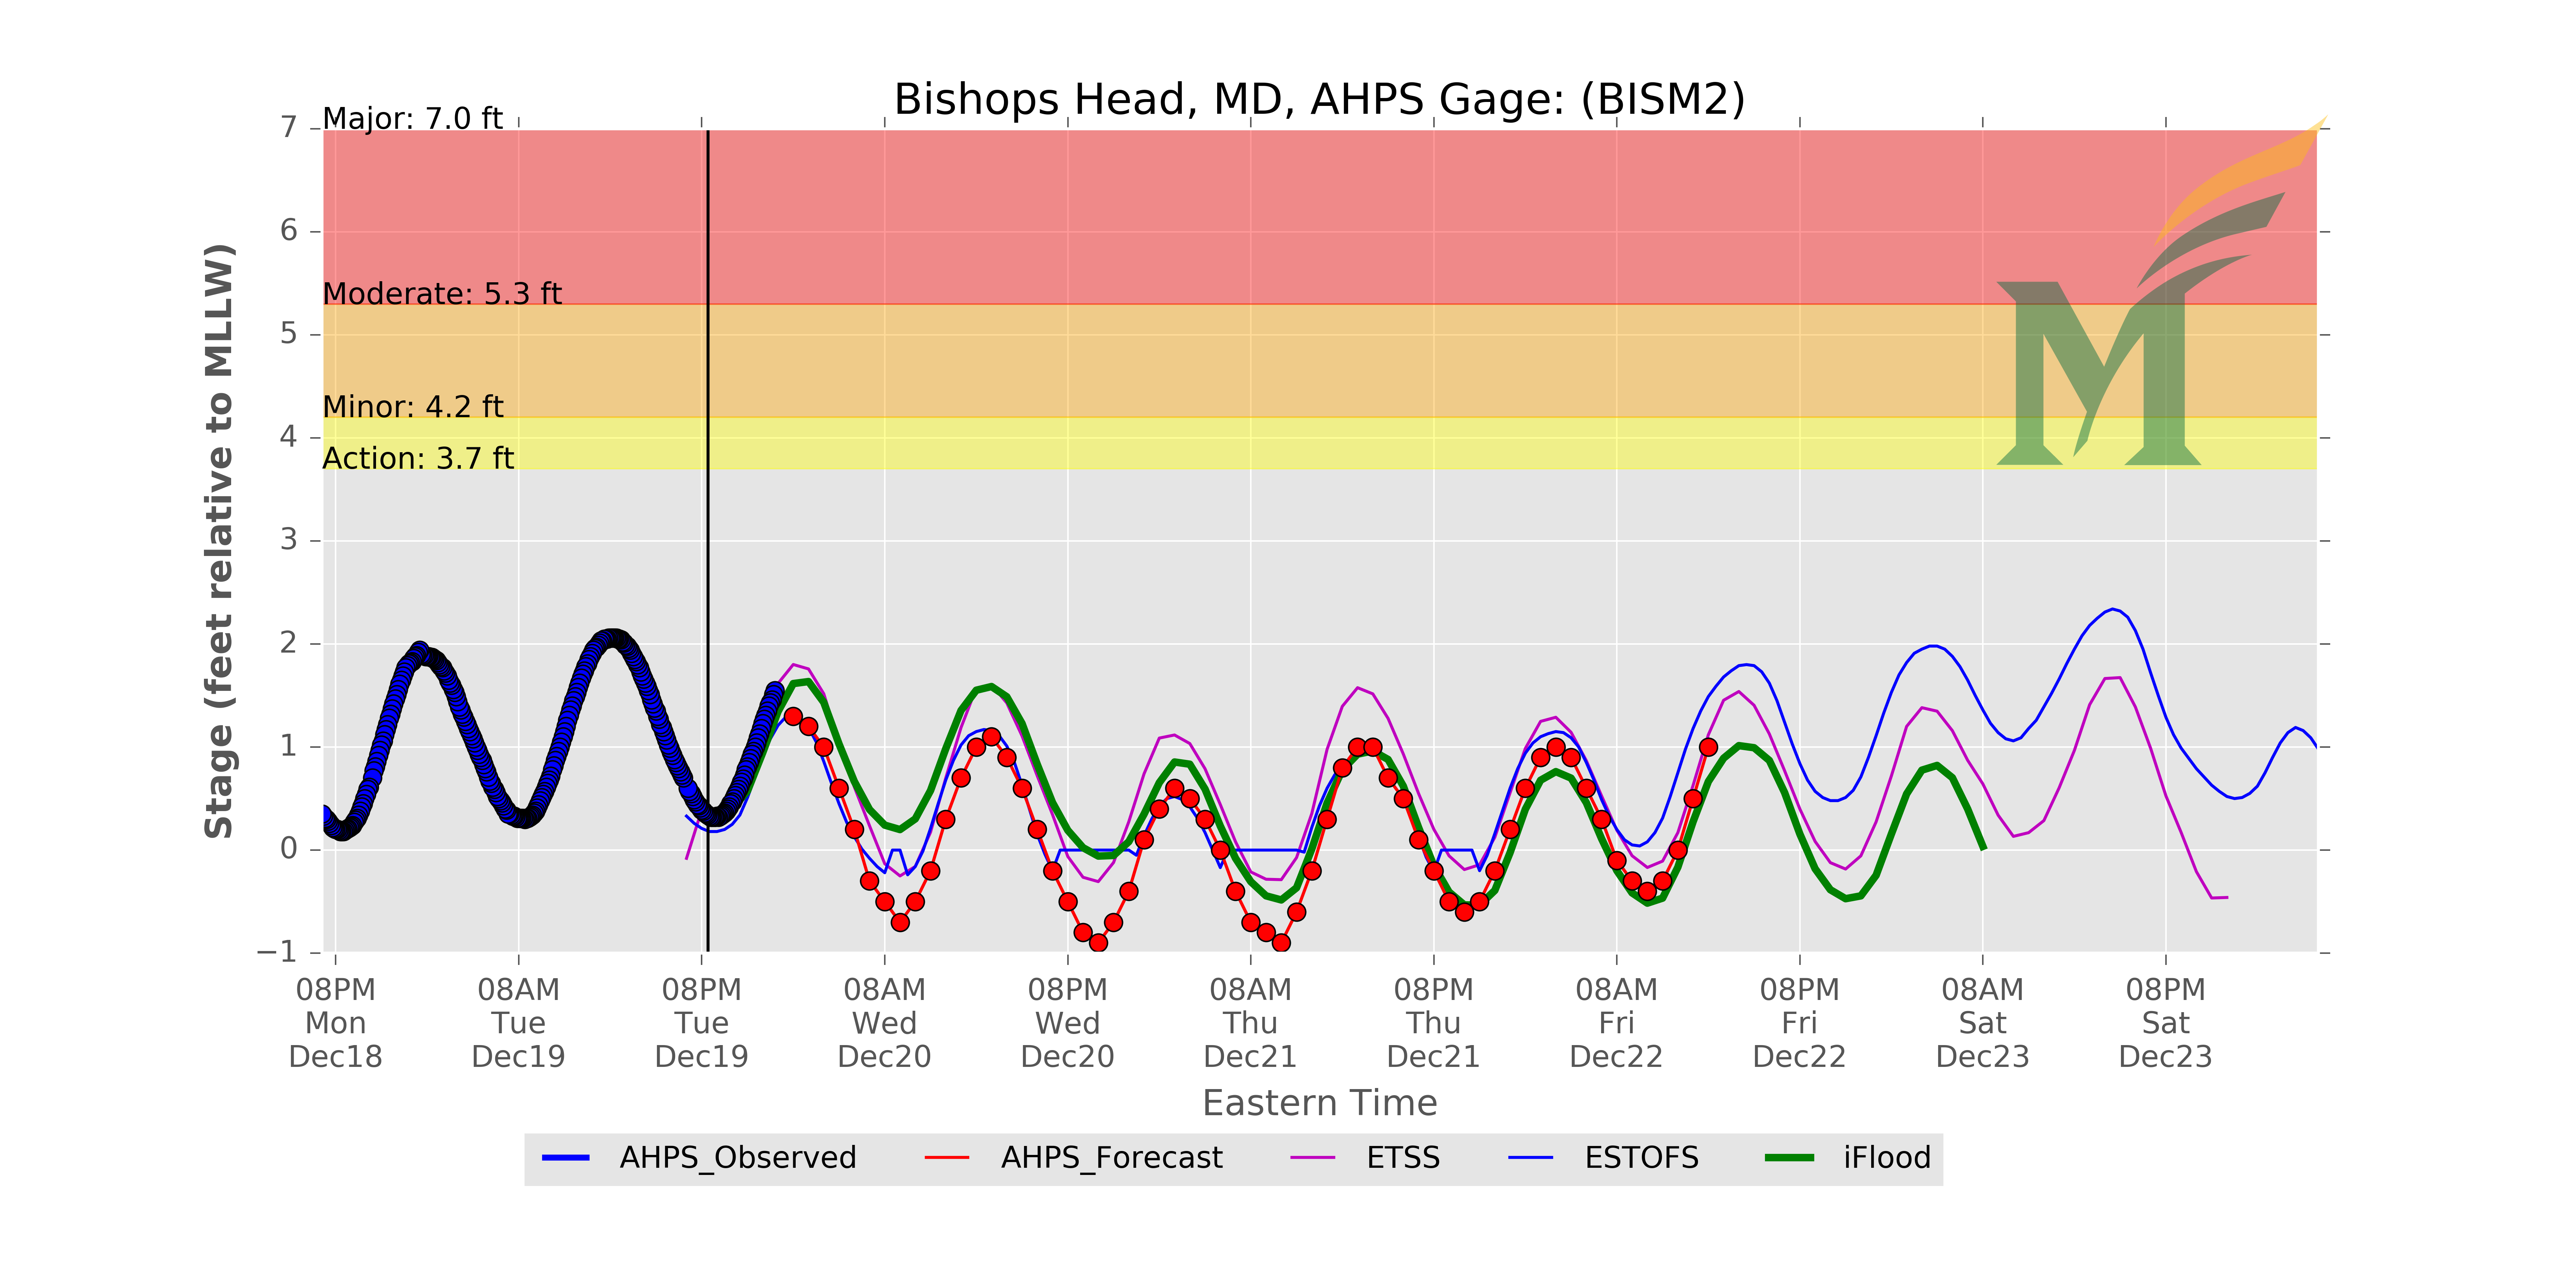 Bishops Head, MD, AHPS Gage: (BISM2)
Major: 7.0 ft
Moderate: 5.3 ft
Minor: 4.2 ft
Action: 3.7 ft
Stage (feet relative to MLLW)
7
6
5
4
3
2
1
0
−1
08PM Mon Dec18
08AM Tue Dec19
08PM Tue Dec19
08AM Wed Dec20
08PM Wed Dec20
08AM Thu Dec21
08PM Thu Dec21
08AM Fri Dec22
08PM Fri Dec22
08AM Sat Dec23
08PM Sat Dec23
Eastern Time
AHPS_Observed
AHPS_Forecast
ETSS
ESTOFS
iFlood
M